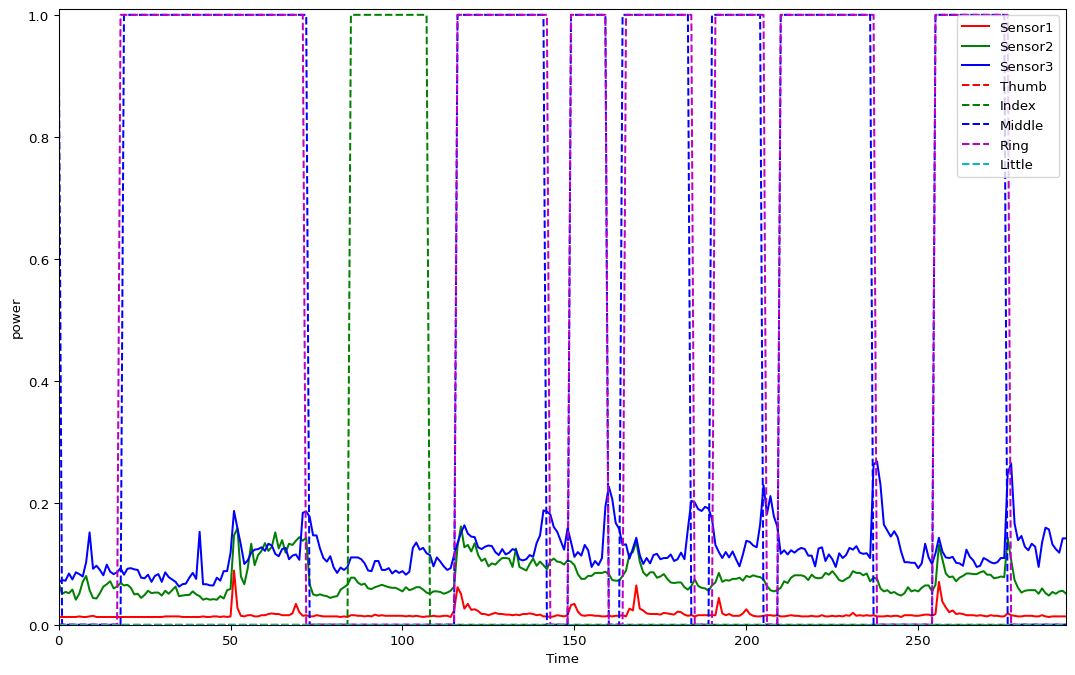 1.0
0.8
0.6
0.4
0.2
0.0
power
0
50
100
150
200
250
Time
Sensor1
Sensor2
Sensor3
Thumb
Index
Middle
Ring
Little